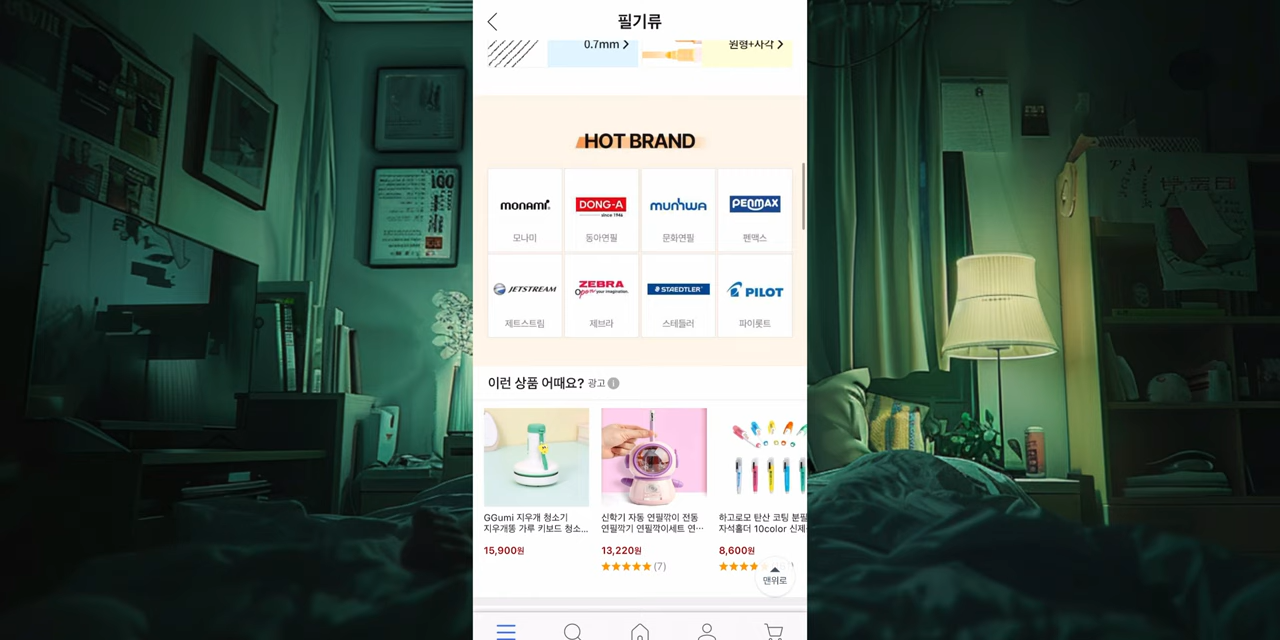 필기류
0.7mm
원형+사각
HOT BRAND
monami
DONG-A
since 1946
munhwa
PENMAX
모나미
동아연필
문화연필
펜맥스
JETSTREAM
ZEBRA
Open your imagination.
STAEDTLER
PILOT
제트스트림
제브라
스테들러
파이롯트
이런 상품 어때요? 광고
GGumi 지우개 청소기
지우개똥 가루 키보드 청소...
15,900원
신학기 자동 연필깎이 전동
연필깍기 연필깍이세트 연...
13,220원
(7)
하고로모 탄산 코팅 분필
자석홀더 10color 신제
8,600원
맨위로
100